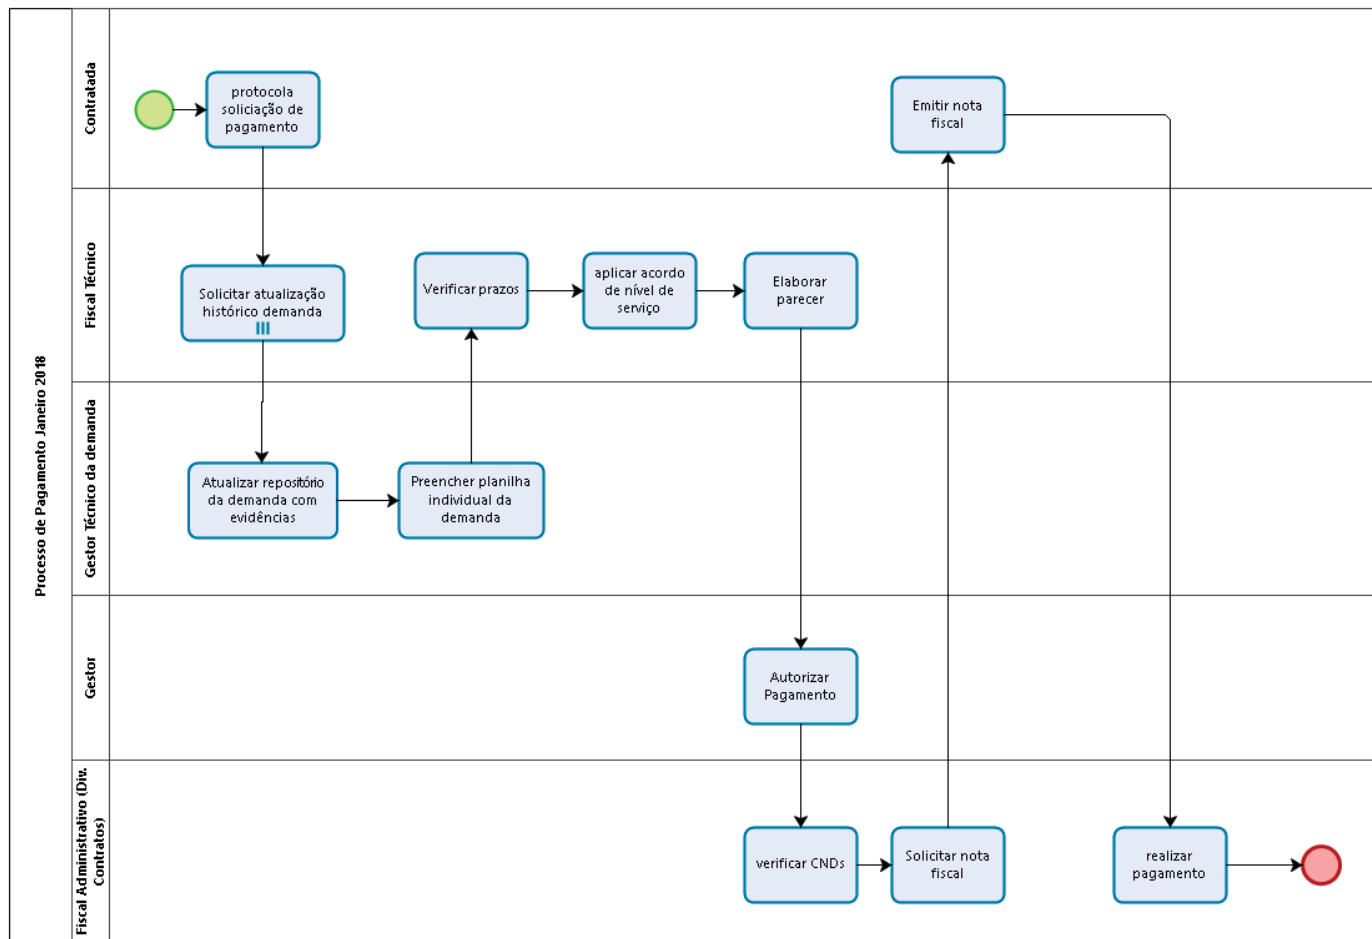 Processo de Pagamento Janeiro 2018
Contratada
protocola
soliciação de
pagamento
Emitir nota
fiscal
Fiscal Técnico
Solicitar atualização
histórico demanda
Verificar prazos
aplicar acordo
de nível de
serviço
Elaborar
parecer
Gestor Técnico da demanda
Atualizar repositório
da demanda com
evidências
Preencher planilha
individual da
demanda
Gestor
Autorizar
Pagamento
Fiscal Administrativo (Div.
Contratos)
verificar CNDs
Solicitar nota
fiscal
realizar
pagamento